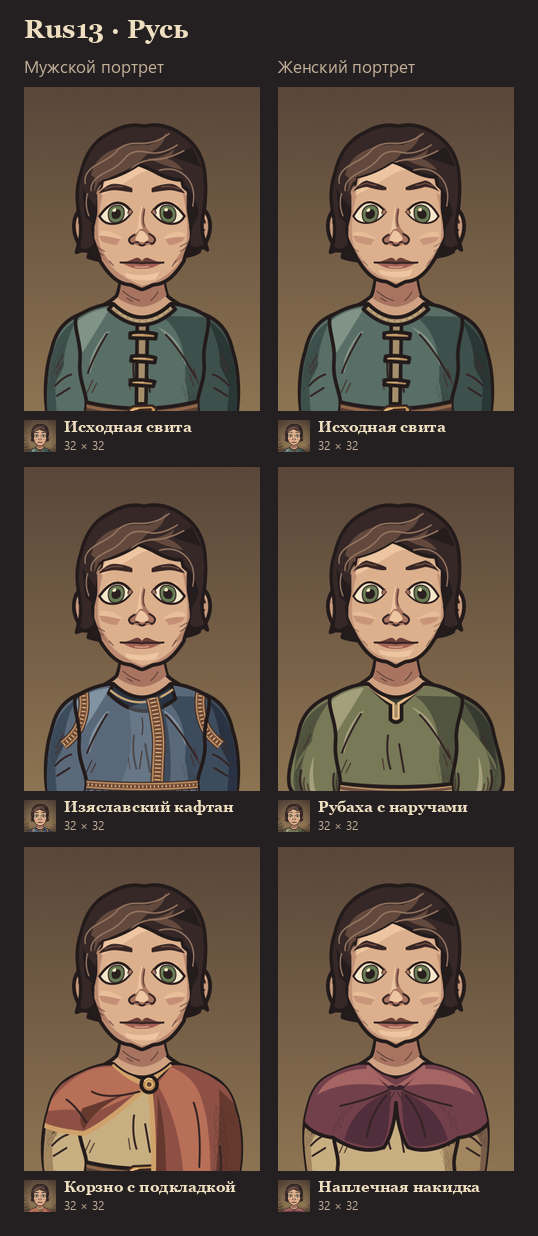 Rus13 · Русь
Мужской портрет
Женский портрет
Исходная свита
32 × 32
Исходная свита
32 × 32
Изяславский кафтан
32 × 32
Рубаха с наручами
32 × 32
Корзно с подкладкой
32 × 32
Наплечная накидка
32 × 32